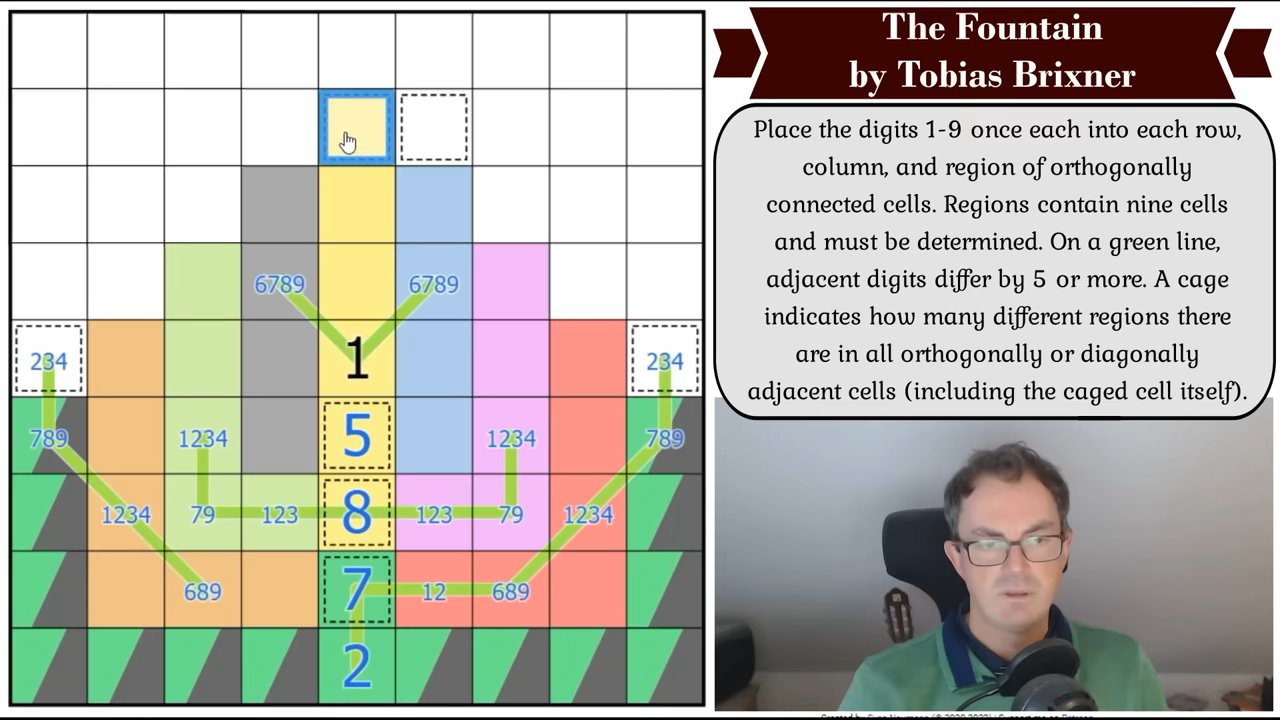 The Fountain
by Tobias Brixner
Place the digits 1-9 once each into each row,
column, and region of orthogonally
connected cells. Regions contain nine cells
and must be determined. On a green line,
adjacent digits differ by 5 or more. A cage
indicates how many different regions there
are in all orthogonally or diagonally
adjacent cells (including the caged cell itself).
6789 6789
234 1 234
789 1234 5 1234 789
1234 79 123 8 123 79 1234
689 7 12 689
2